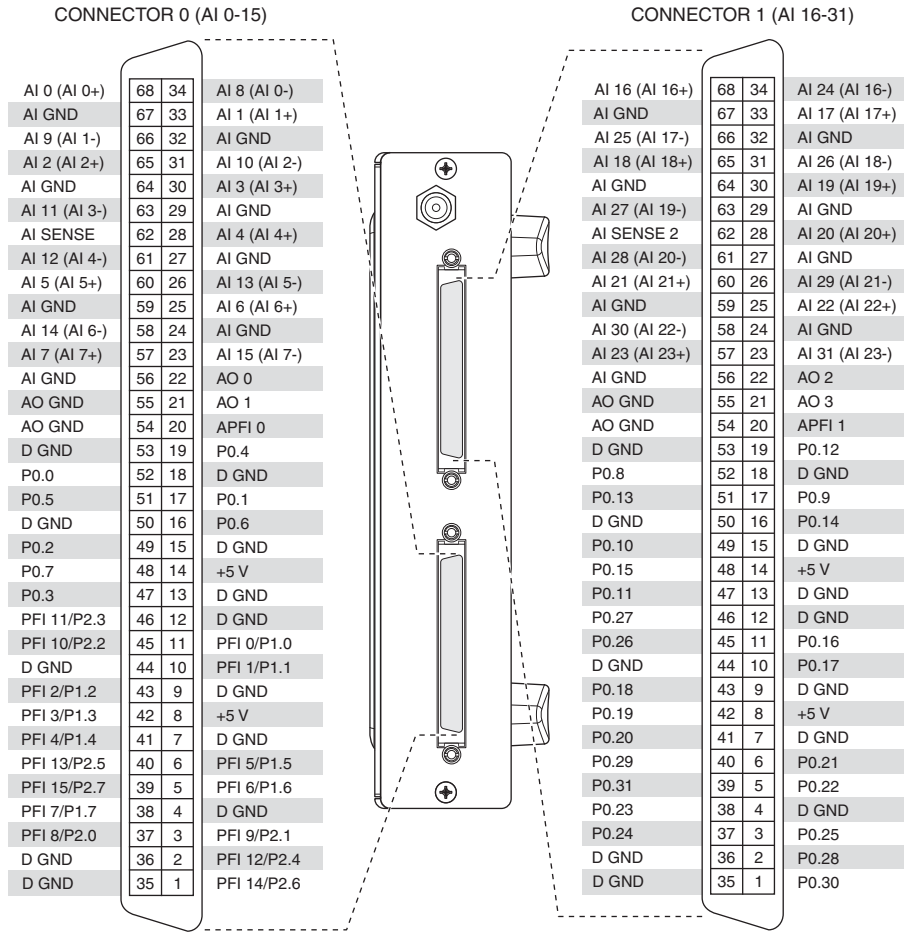 CONNECTOR 0 (AI 0-15) CONNECTOR 1 (AI 16-31)
AI 0 (AI 0+) 68 34 AI 8 (AI 0-)
AI GND 67 33 AI 1 (AI 1+)
AI 9 (AI 1-) 66 32 AI GND
AI 2 (AI 2+) 65 31 AI 10 (AI 2-)
AI GND 64 30 AI 3 (AI 3+)
AI 11 (AI 3-) 63 29 AI GND
AI SENSE 62 28 AI 4 (AI 4+)
AI 12 (AI 4-) 61 27 AI GND
AI 5 (AI 5+) 60 26 AI 13 (AI 5-)
AI GND 59 25 AI 6 (AI 6+)
AI 14 (AI 6-) 58 24 AI GND
AI 7 (AI 7+) 57 23 AI 15 (AI 7-)
AI GND 56 22 AO 0
AO GND 55 21 AO 1
AO GND 54 20 APFI 0
D GND 53 19 P0.4
P0.0 52 18 D GND
P0.5 51 17 P0.1
D GND 50 16 P0.6
P0.2 49 15 D GND
P0.7 48 14 +5 V
P0.3 47 13 D GND
PFI 11/P2.3 46 12 D GND
PFI 10/P2.2 45 11 PFI 0/P1.0
D GND 44 10 PFI 1/P1.1
PFI 2/P1.2 43 9 D GND
PFI 3/P1.3 42 8 +5 V
PFI 4/P1.4 41 7 D GND
PFI 13/P2.5 40 6 PFI 5/P1.5
PFI 15/P2.7 39 5 PFI 6/P1.6
PFI 7/P1.7 38 4 D GND
PFI 8/P2.0 37 3 PFI 9/P2.1
D GND 36 2 PFI 12/P2.4
D GND 35 1 PFI 14/P2.6
AI 16 (AI 16+) 68 34 AI 24 (AI 16-)
AI GND 67 33 AI 17 (AI 17+)
AI 25 (AI 17-) 66 32 AI GND
AI 18 (AI 18+) 65 31 AI 26 (AI 18-)
AI GND 64 30 AI 19 (AI 19+)
AI 27 (AI 19-) 63 29 AI GND
AI SENSE 2 62 28 AI 20 (AI 20+)
AI 28 (AI 20-) 61 27 AI GND
AI 21 (AI 21+) 60 26 AI 29 (AI 21-)
AI GND 59 25 AI 22 (AI 22+)
AI 30 (AI 22-) 58 24 AI GND
AI 23 (AI 23+) 57 23 AI 31 (AI 23-)
AI GND 56 22 AO 2
AO GND 55 21 AO 3
AO GND 54 20 APFI 1
D GND 53 19 P0.12
P0.8 52 18 D GND
P0.13 51 17 P0.9
D GND 50 16 P0.14
P0.10 49 15 D GND
P0.15 48 14 +5 V
P0.11 47 13 D GND
P0.27 46 12 D GND
P0.26 45 11 P0.16
D GND 44 10 P0.17
P0.18 43 9 D GND
P0.19 42 8 +5 V
P0.20 41 7 D GND
P0.29 40 6 P0.21
P0.31 39 5 P0.22
P0.23 38 4 D GND
P0.24 37 3 P0.25
D GND 36 2 P0.28
D GND 35 1 P0.30